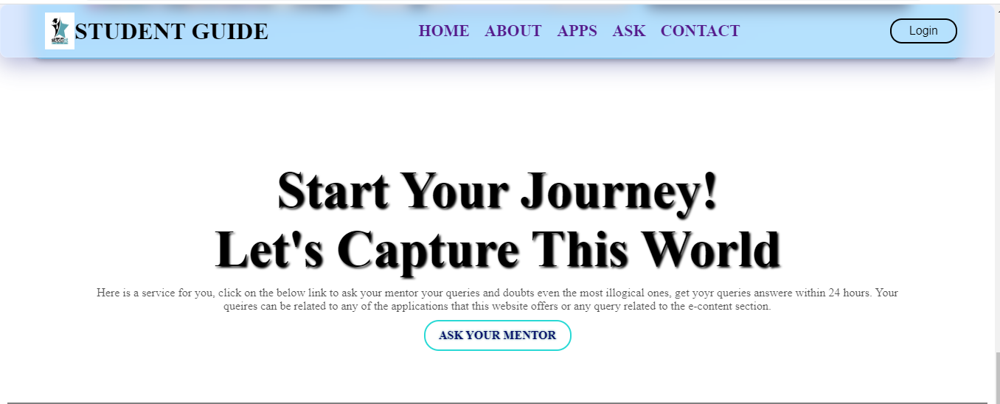 STUDENT GUIDE
HOME ABOUT APPS ASK CONTACT
Login
Start Your Journey!
Let's Capture This World
Here is a service for you, click on the below link to ask your mentor your queries and doubts even the most illogical ones, get yoyr queries answere within 24 hours. Your
queires can be related to any of the applications that this website offers or any query related to the e-content section.
ASK YOUR MENTOR